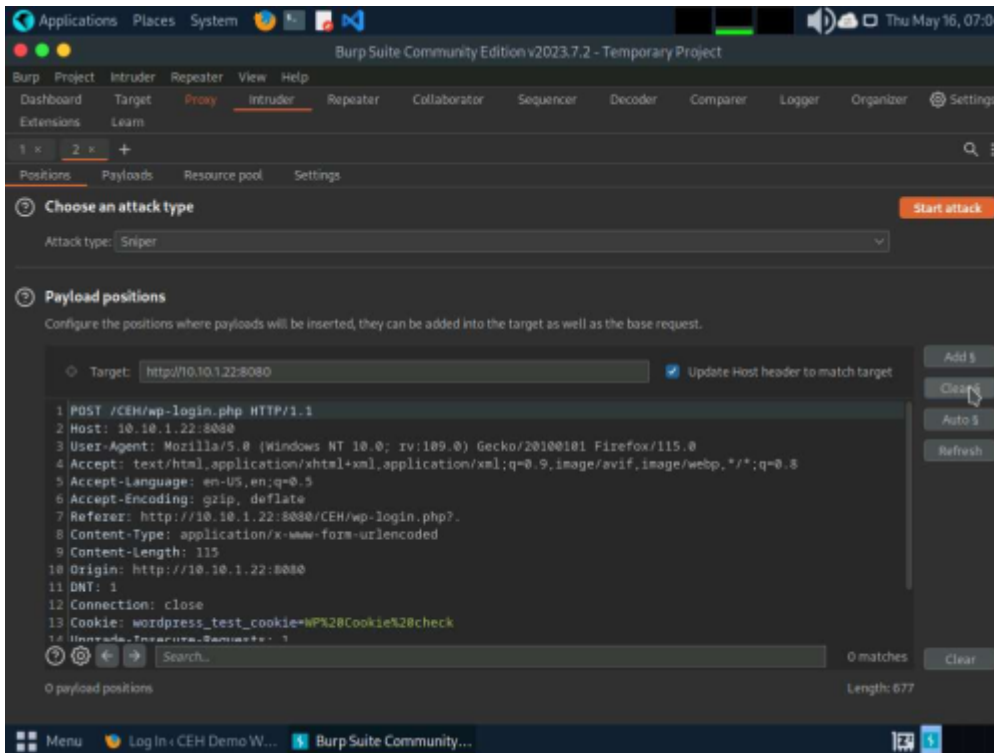 Applications Places System Thu May 16, 07:0
Burp Suite Community Edition v2023.7.2 - Temporary Project
Burp Project Intruder Repeater View Help
Dashboard Target Proxy Intruder Repeater Collaborator Sequencer Decoder Comparer Logger Organizer Settings
Extensions Learn
1 × 2 × +
Positions Payloads Resource pool Settings
Choose an attack type
Start attack
Attack type: Sniper
Payload positions
Configure the positions where payloads will be inserted, they can be added into the target as well as the base request.
Add §
Target: http://10.10.1.22:8080 Update Host header to match target
Clear §
1 POST /CEH/wp-login.php HTTP/1.1
2 Host: 10.10.1.22:8080
Auto §
3 User-Agent: Mozilla/5.0 (Windows NT 10.0; rv:109.0) Gecko/20100101 Firefox/115.0
4 Accept: text/html,application/xhtml+xml,application/xml;q=0.9,image/avif,image/webp,*/*;q=0.8
Refresh
5 Accept-Language: en-US,en;q=0.5
6 Accept-Encoding: gzip, deflate
7 Referer: http://10.10.1.22:8080/CEH/wp-login.php?.
8 Content-Type: application/x-www-form-urlencoded
9 Content-Length: 115
10 Origin: http://10.10.1.22:8080
11 DNT: 1
12 Connection: close
13 Cookie: wordpress_test_cookie=WP%20Cookie%20check
14 Upgrade-Insecure-Requests: 1
Search... 0 matches Clear
0 payload positions Length: 677
Menu Log In ‹ CEH Demo W... Burp Suite Community...